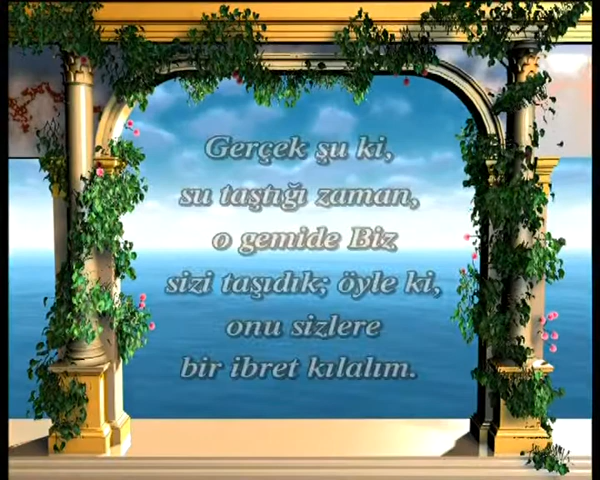 Gerçek şu ki,
su taştığı zaman,
o gemide Biz
sizi taşıdık; öyle ki,
onu sizlere
bir ibret kılalım.